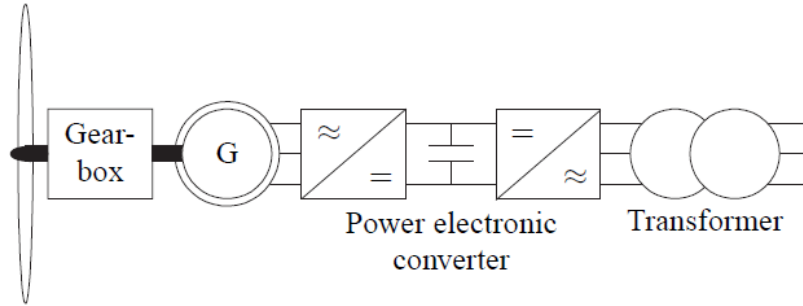 Gear-
box
G
≈
=
=
≈
Power electronic
converter
Transformer